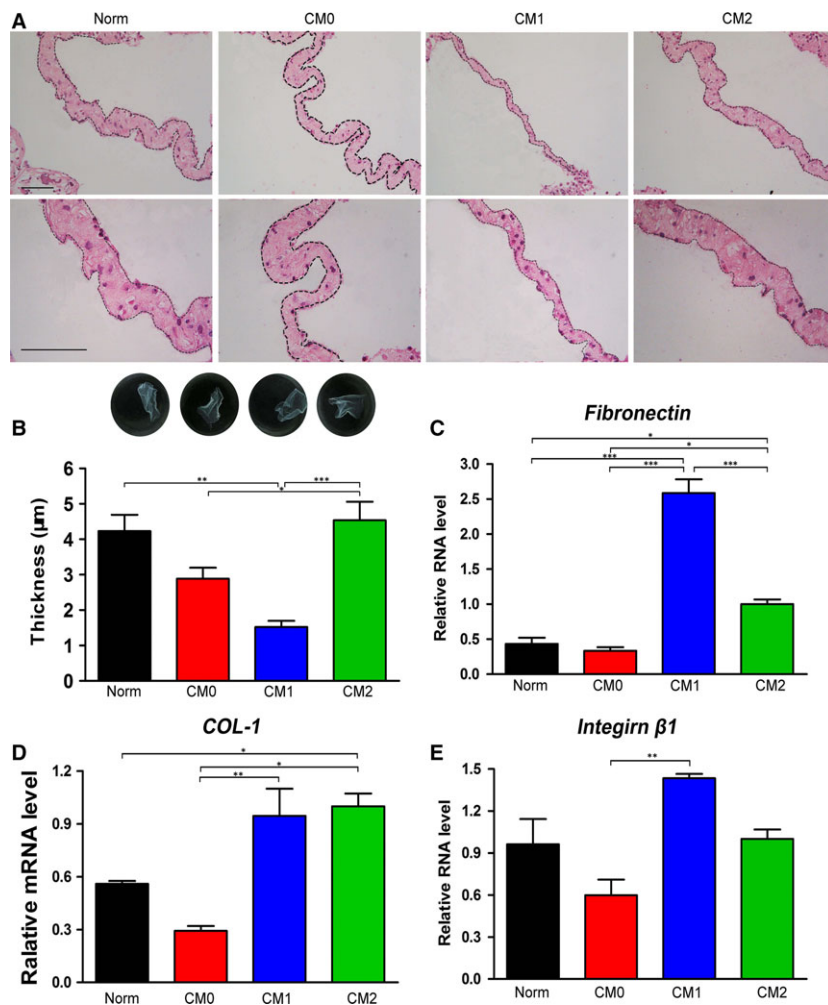 A
Norm CM0 CM1 CM2
B
Thickness (µm)
6
5
4
3
2
1
0
** ***
*
Norm CM0 CM1 CM2
C
Fibronectin
Relative RNA level
3.0
2.5
2.0
1.5
1.0
0.5
0.0
*
*
***
*** ***
Norm CM0 CM1 CM2
D
COL-1
Ralative mRNA level
1.2
0.9
0.6
0.3
0.0
*
*
**
Norm CM0 CM1 CM2
E
Integirn β1
Relative RNA level
1.5
1.2
0.9
0.6
0.3
0.0
**
Norm CM0 CM1 CM2